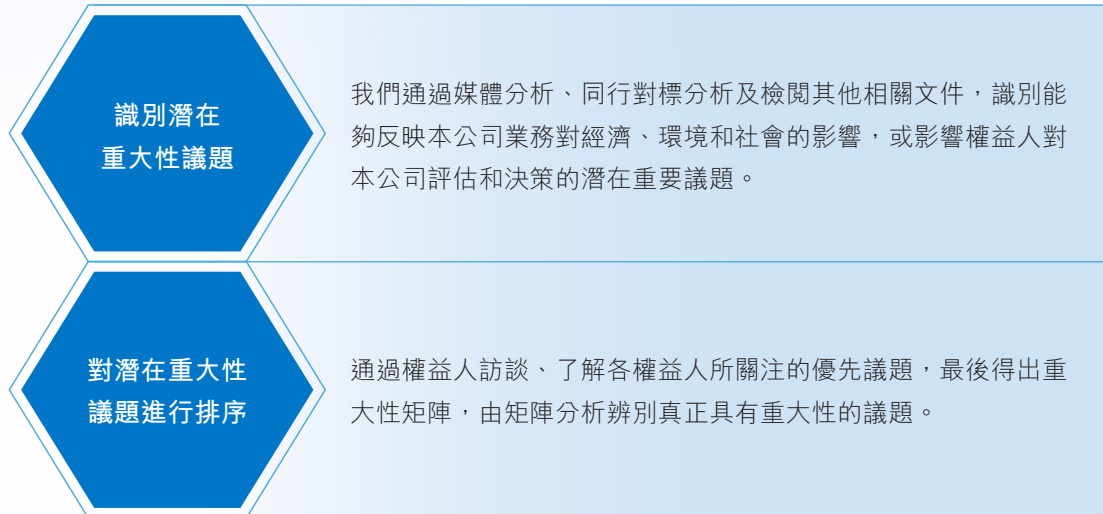 識別潛在
重大性議題
我們通過媒體分析、同行對標分析及檢閱其他相關文件，識別能
夠反映本公司業務對經濟、環境和社會的影響，或影響權益人對
本公司評估和決策的潛在重要議題。
對潛在重大性
議題進行排序
通過權益人訪談、了解各權益人所關注的優先議題，最後得出重
大性矩陣，由矩陣分析辨別真正具有重大性的議題。